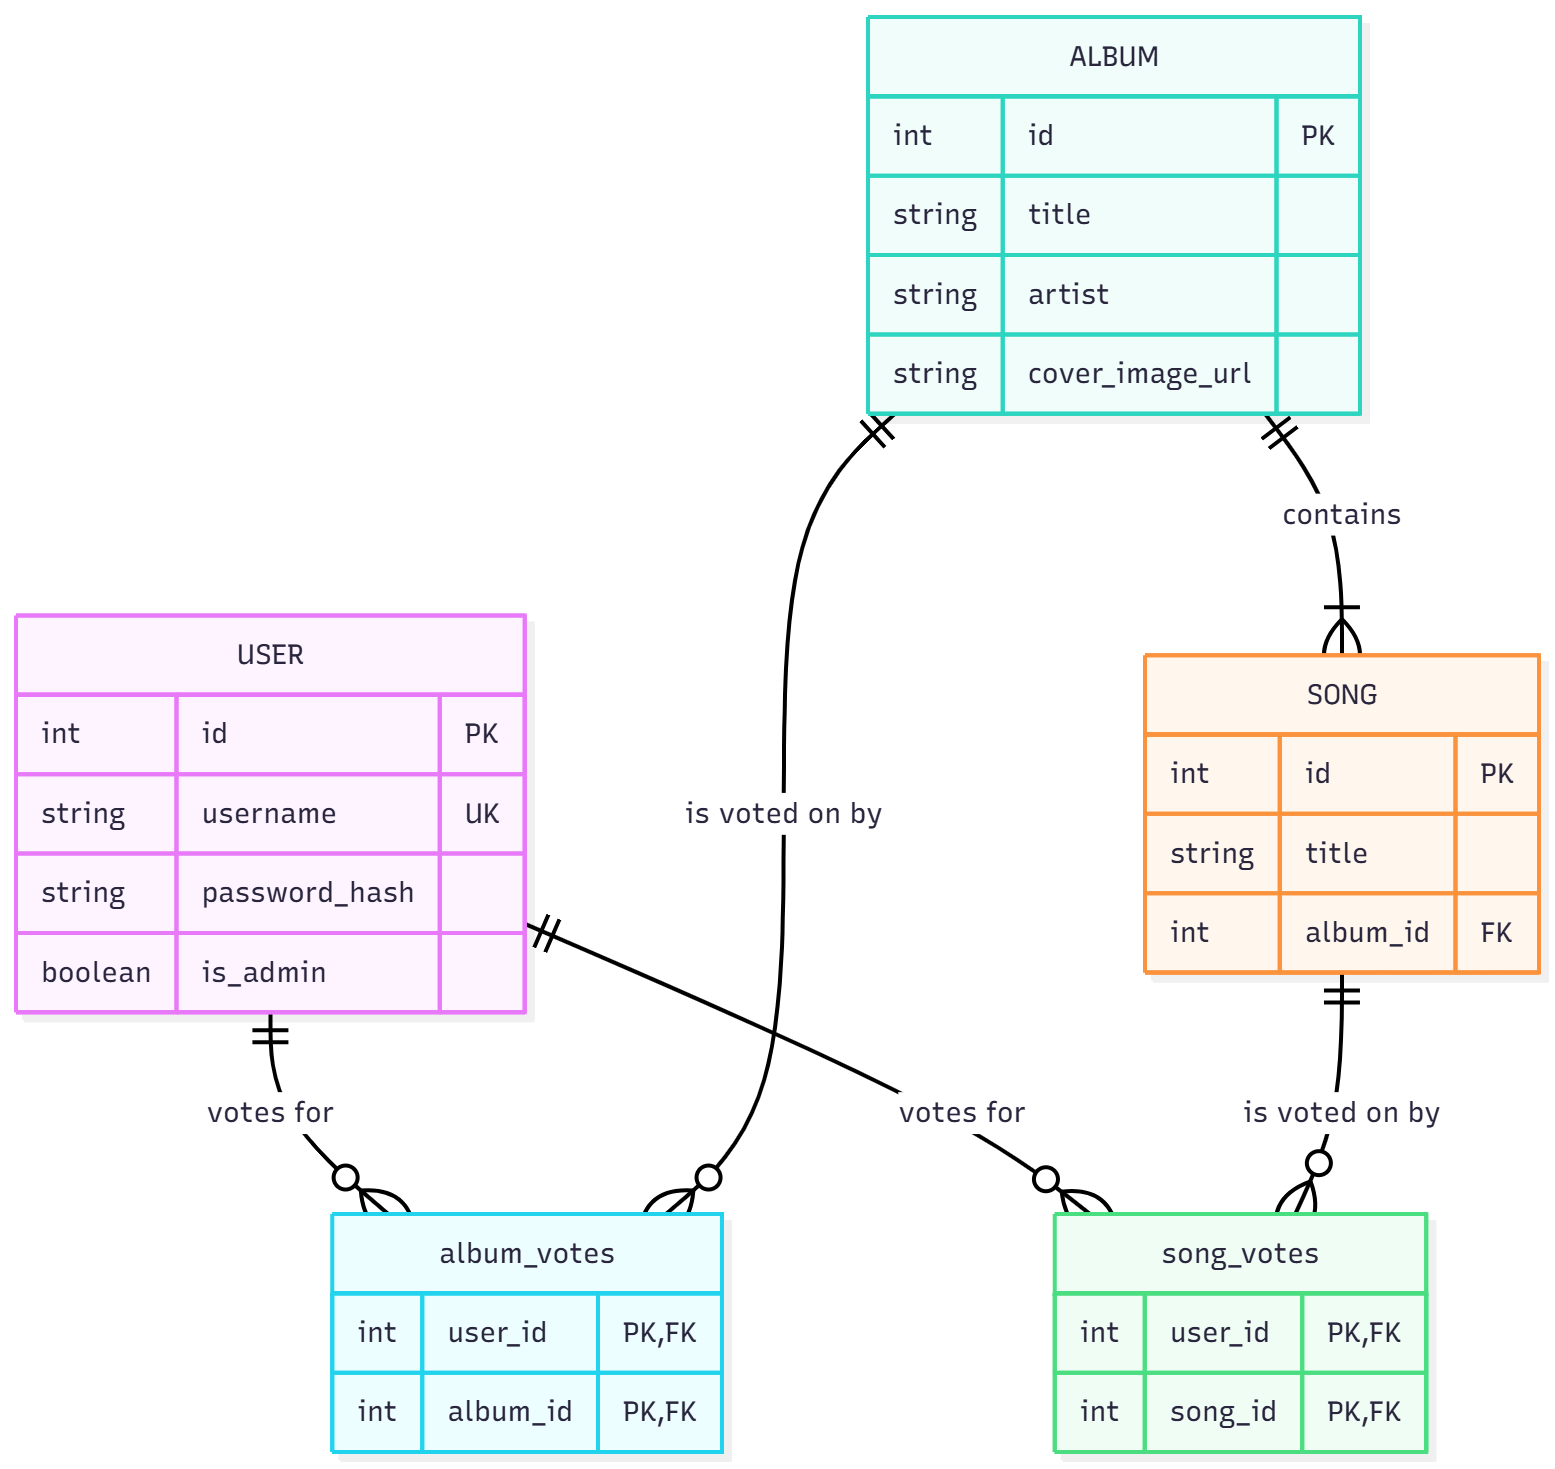 ALBUM
int id PK
string title
string artist
string cover_image_url
contains
USER
int id PK
string username UK
string password_hash
boolean is_admin
is voted on by
SONG
int id PK
string title
int album_id FK
votes for
votes for
is voted on by
album_votes
int user_id PK,FK
int album_id PK,FK
song_votes
int user_id PK,FK
int song_id PK,FK